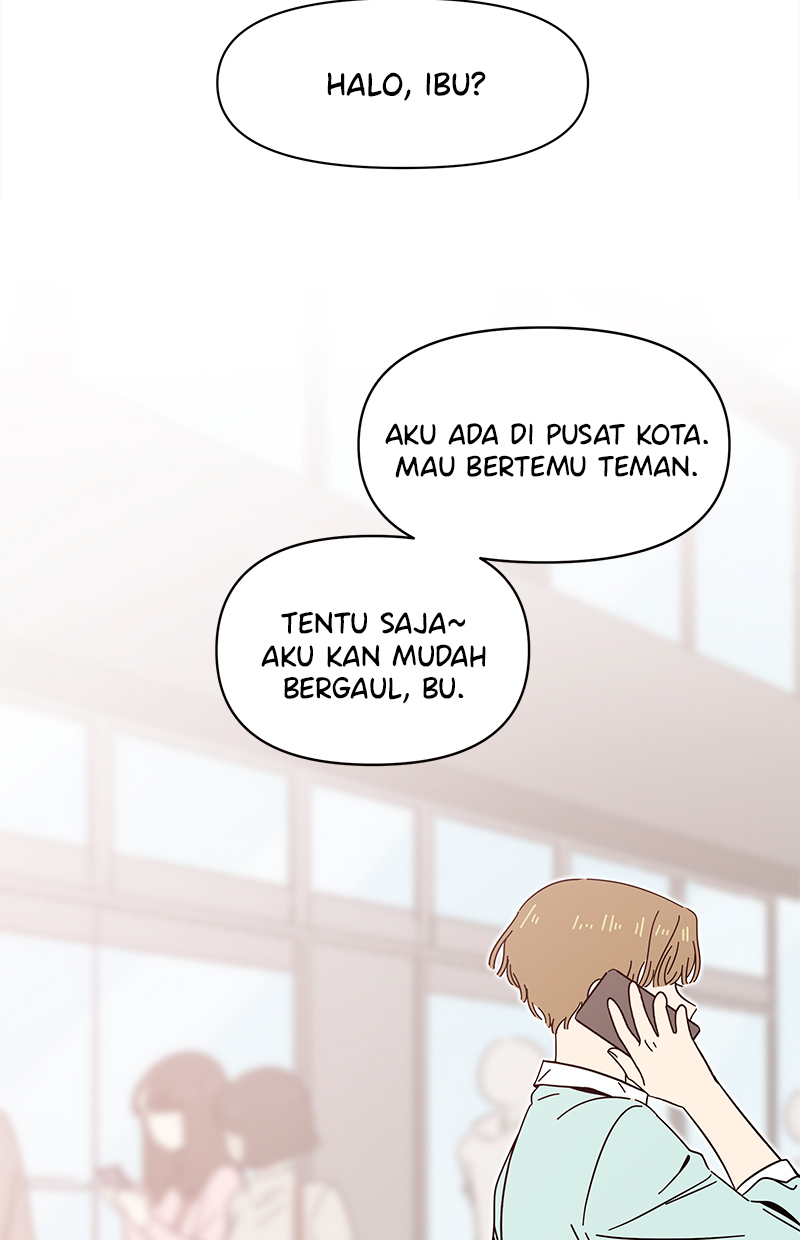 HALO, IBU?
AKU ADA DI PUSAT KOTA.
MAU BERTEMU TEMAN.
TENTU SAJA~
AKU KAN MUDAH
BERGAUL, BU.